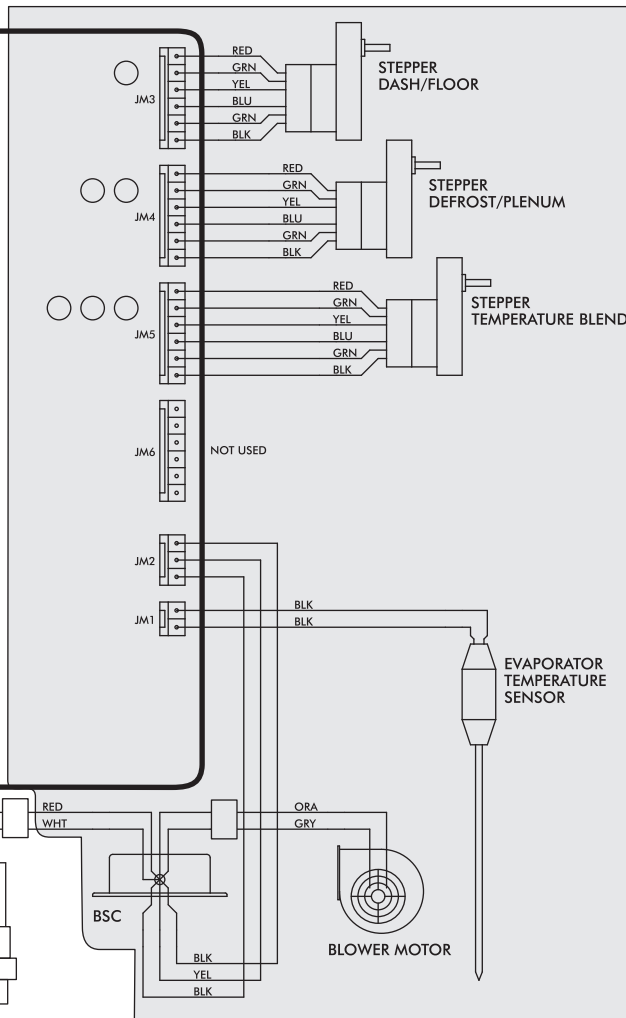 RED
GRN
YEL
JM3
BLU
GRN
BLK
STEPPER
DASH/FLOOR
RED
GRN
YEL
JM4
BLU
GRN
BLK
STEPPER
DEFROST/PLENUM
RED
GRN
YEL
JM5
BLU
GRN
BLK
STEPPER
TEMPERATURE BLEND
JM6
NOT USED
JM2
JM1
BLK
BLK
EVAPORATOR
TEMPERATURE
SENSOR
RED
WHT
ORA
GRY
BSC
BLOWER MOTOR
BLK
YEL
BLK